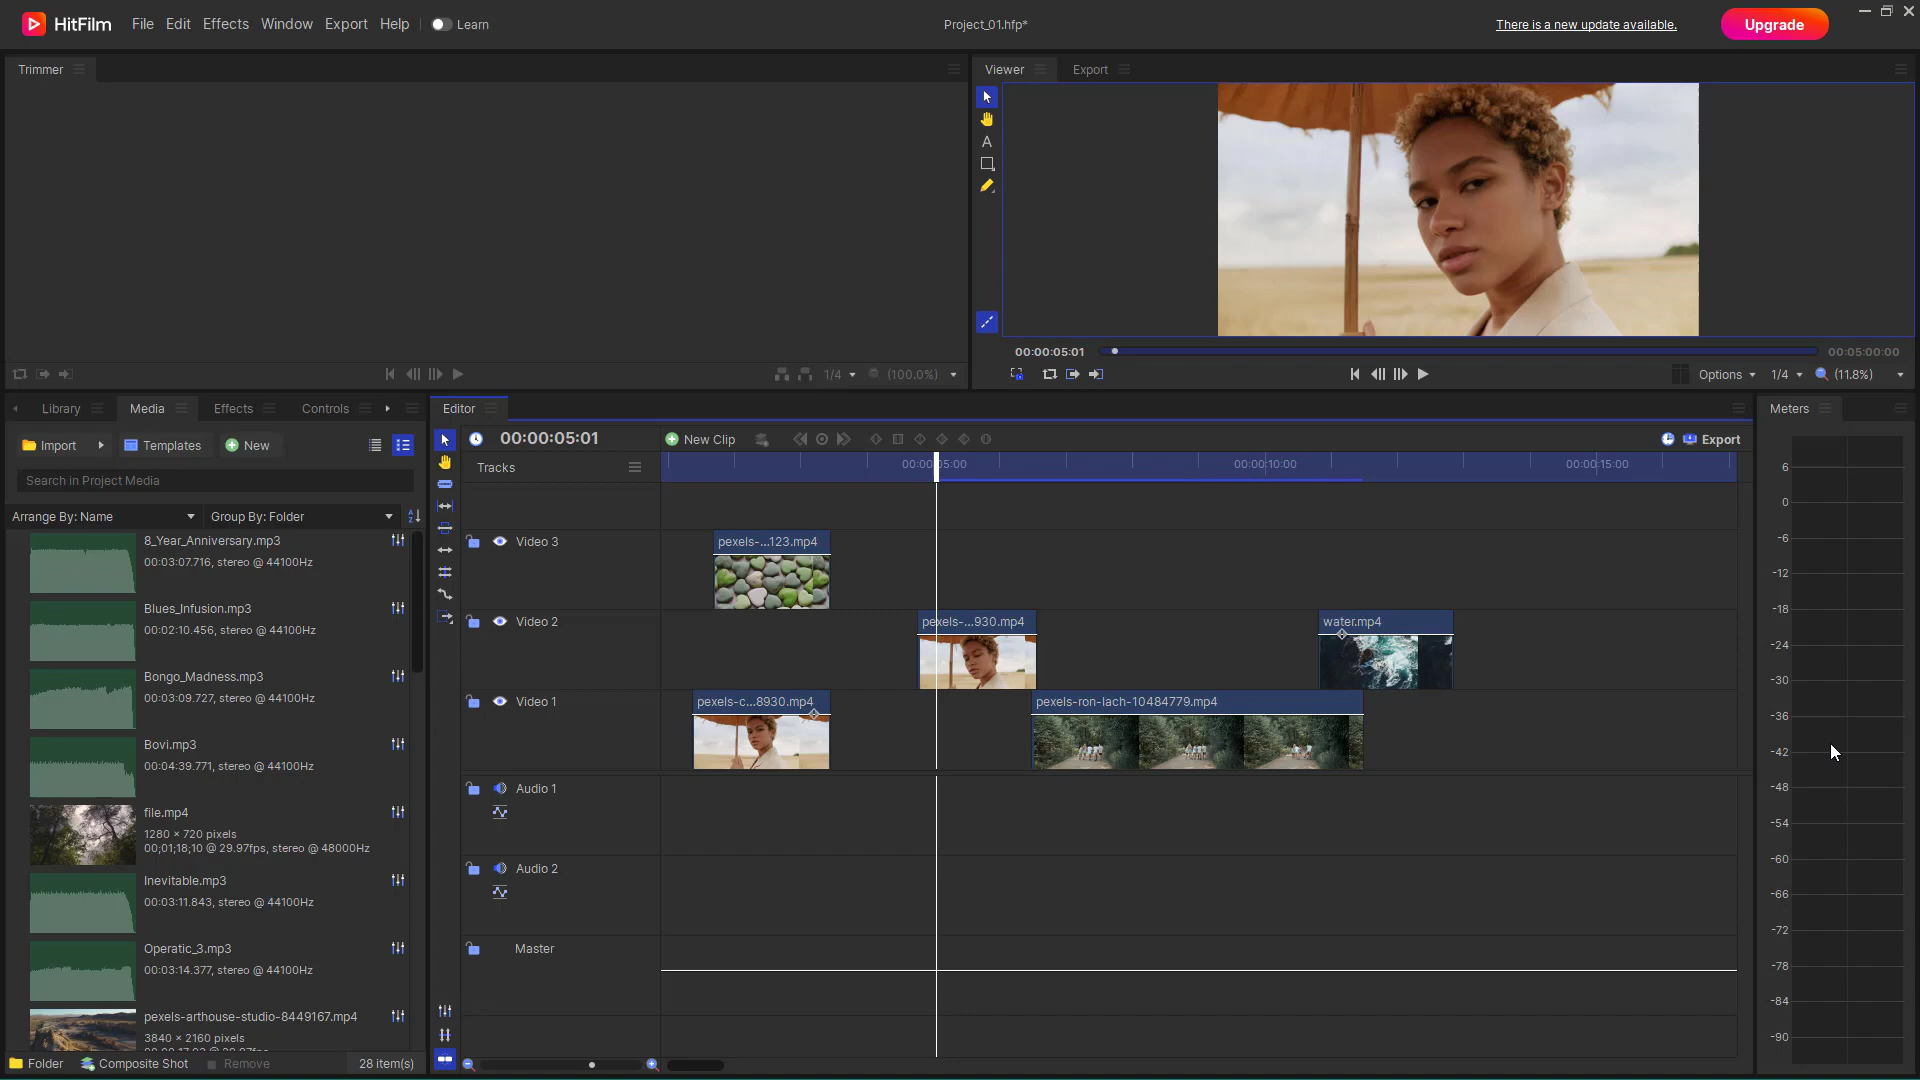 HitFilm File Edit Effects Window Export Help Learn Project_01.hfp* There is a new update available. Upgrade
Trimmer
1/4 (100.0%)
Viewer Export
A
00:00:05:01 00:05:00:00
Options 1/4 (11.8%)
Library Media Effects Controls
Import Templates New
Search in Project Media
Arrange By: Name Group By: Folder
8_Year_Anniversary.mp3
00:03:07.716, stereo @ 44100Hz
Blues_Infusion.mp3
00:02:10.456, stereo @ 44100Hz
Bongo_Madness.mp3
00:03:09.727, stereo @ 44100Hz
Bovi.mp3
00:04:39.771, stereo @ 44100Hz
file.mp4
1280 × 720 pixels
00;01;18;10 @ 29.97fps, stereo @ 48000Hz
Inevitable.mp3
00:03:11.843, stereo @ 44100Hz
Operatic_3.mp3
00:03:14.377, stereo @ 44100Hz
pexels-arthouse-studio-8449167.mp4
3840 × 2160 pixels
Folder Composite Shot Remove 28 item(s)
Editor
00:00:05:01 New Clip Export
Tracks 00:00:05:00 00:00:10:00 00:00:15:00
Video 3 pexels-...123.mp4
Video 2 pexels-...930.mp4 water.mp4
Video 1 pexels-c...8930.mp4 pexels-ron-lach-10484779.mp4
Audio 1
Audio 2
Master
Meters
6
0
-6
-12
-18
-24
-30
-36
-42
-48
-54
-60
-66
-72
-78
-84
-90